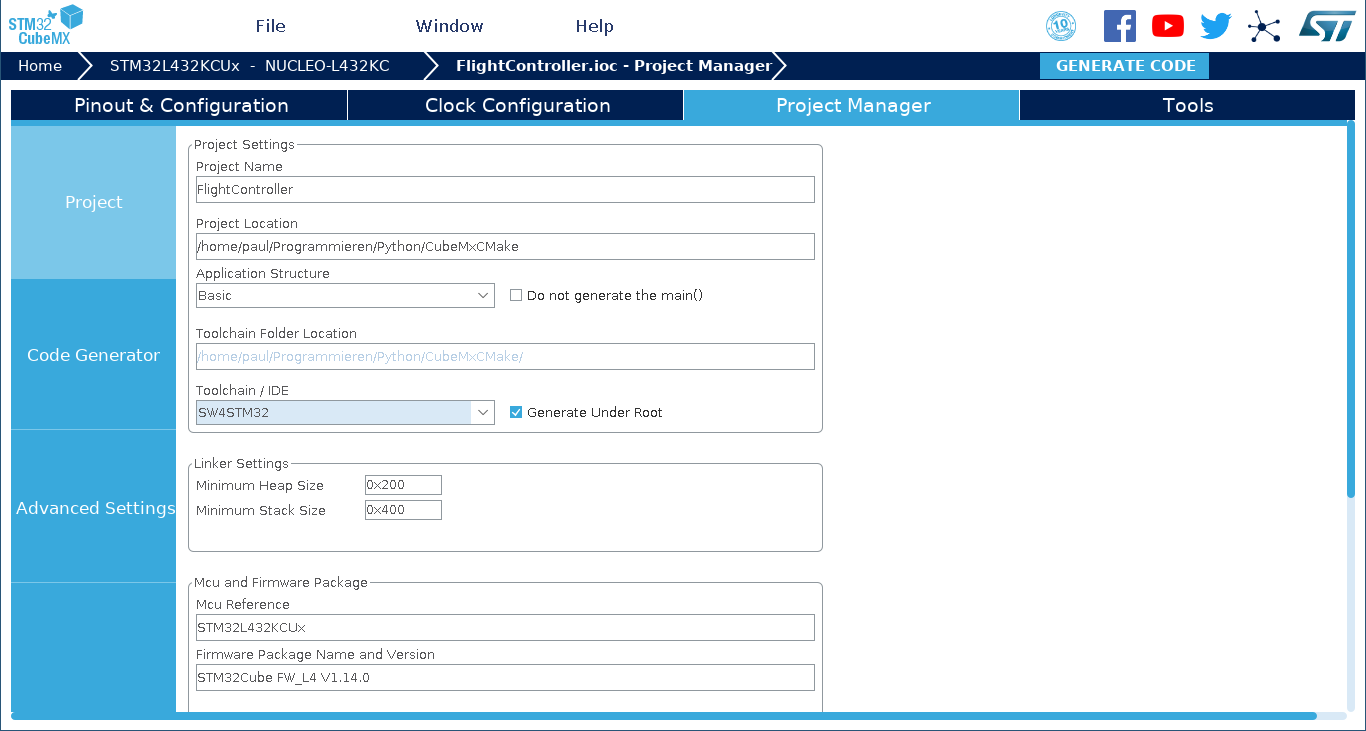 STM32
CubeMX
File
Window
Help
10
Home
STM32L432KCUx - NUCLEO-L432KC
FlightController.ioc - Project Manager
GENERATE CODE
Pinout & Configuration
Clock Configuration
Project Manager
Tools
Project
Code Generator
Advanced Settings
Project Settings
Project Name
FlightController
Project Location
/home/paul/Programmieren/Python/CubeMxCMake
Application Structure
Basic
Do not generate the main()
Toolchain Folder Location
/home/paul/Programmieren/Python/CubeMxCMake/
Toolchain / IDE
SW4STM32
Generate Under Root
Linker Settings
Minimum Heap Size
0x200
Minimum Stack Size
0x400
Mcu and Firmware Package
Mcu Reference
STM32L432KCUx
Firmware Package Name and Version
STM32Cube FW_L4 V1.14.0